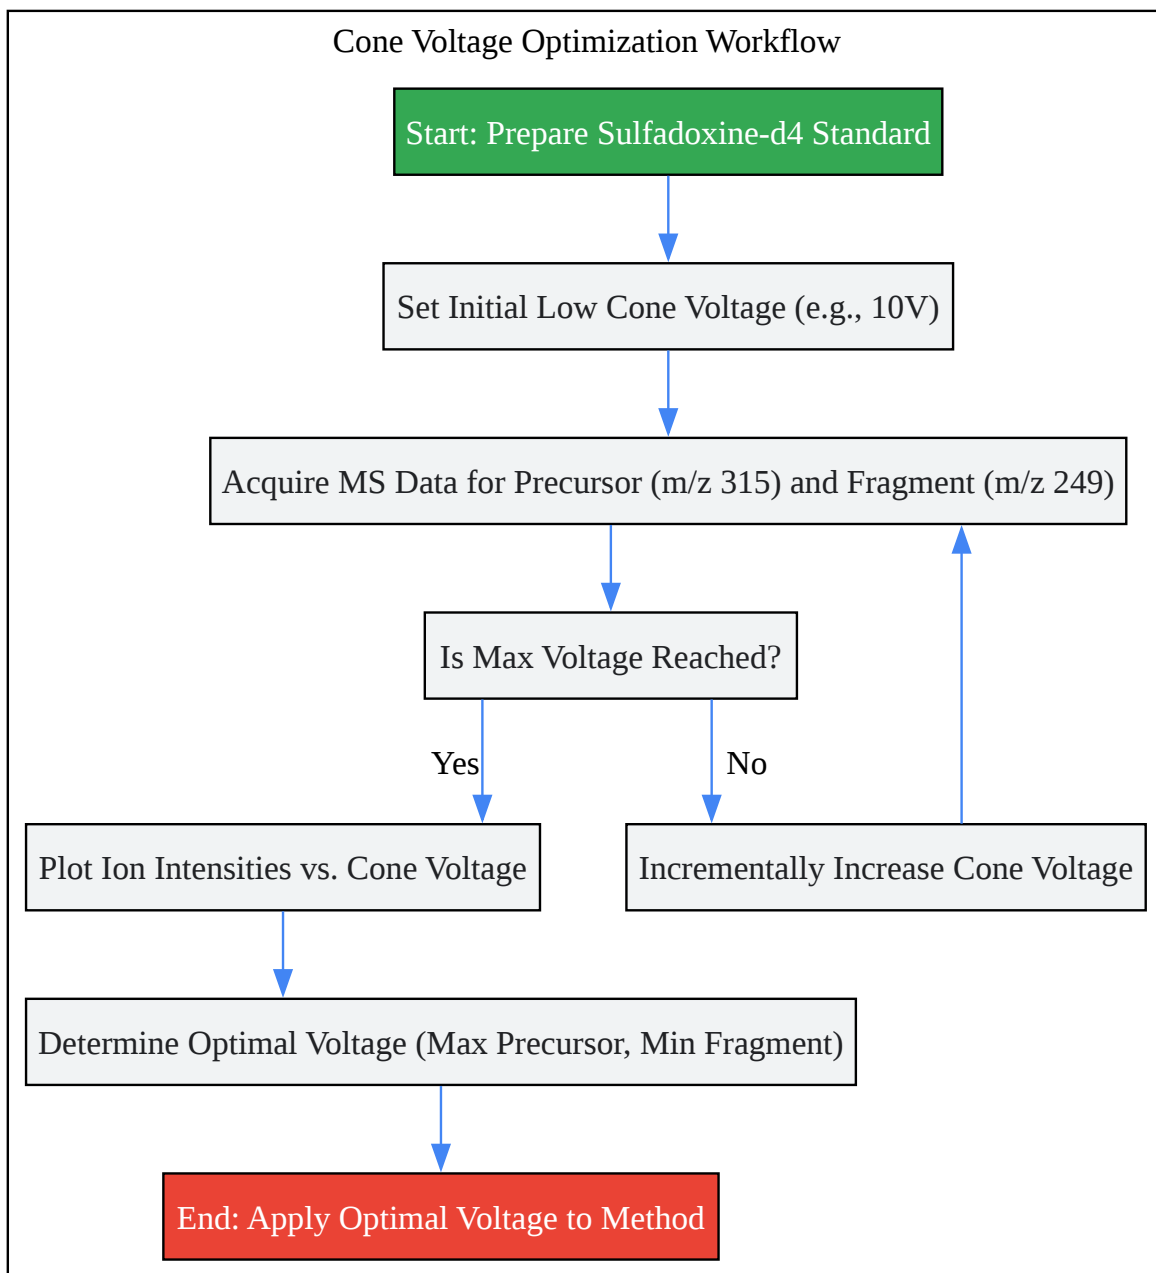 Cone Voltage Optimization Workflow
Start: Prepare Sulfadoxine-d4 Standard
Set Initial Low Cone Voltage (e.g., 10V)
Acquire MS Data for Precursor (m/z 315) and Fragment (m/z 249)
Is Max Voltage Reached?
Yes
No
Plot Ion Intensities vs. Cone Voltage
Incrementally Increase Cone Voltage
Determine Optimal Voltage (Max Precursor, Min Fragment)
End: Apply Optimal Voltage to Method